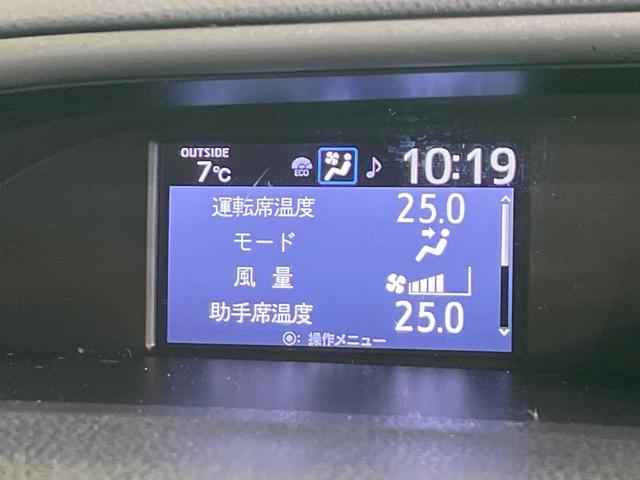 OUTSIDE
7℃ ECO 10:19
運転席温度 25.0
モード
風量
助手席温度 25.0
◎: 操作メニュー